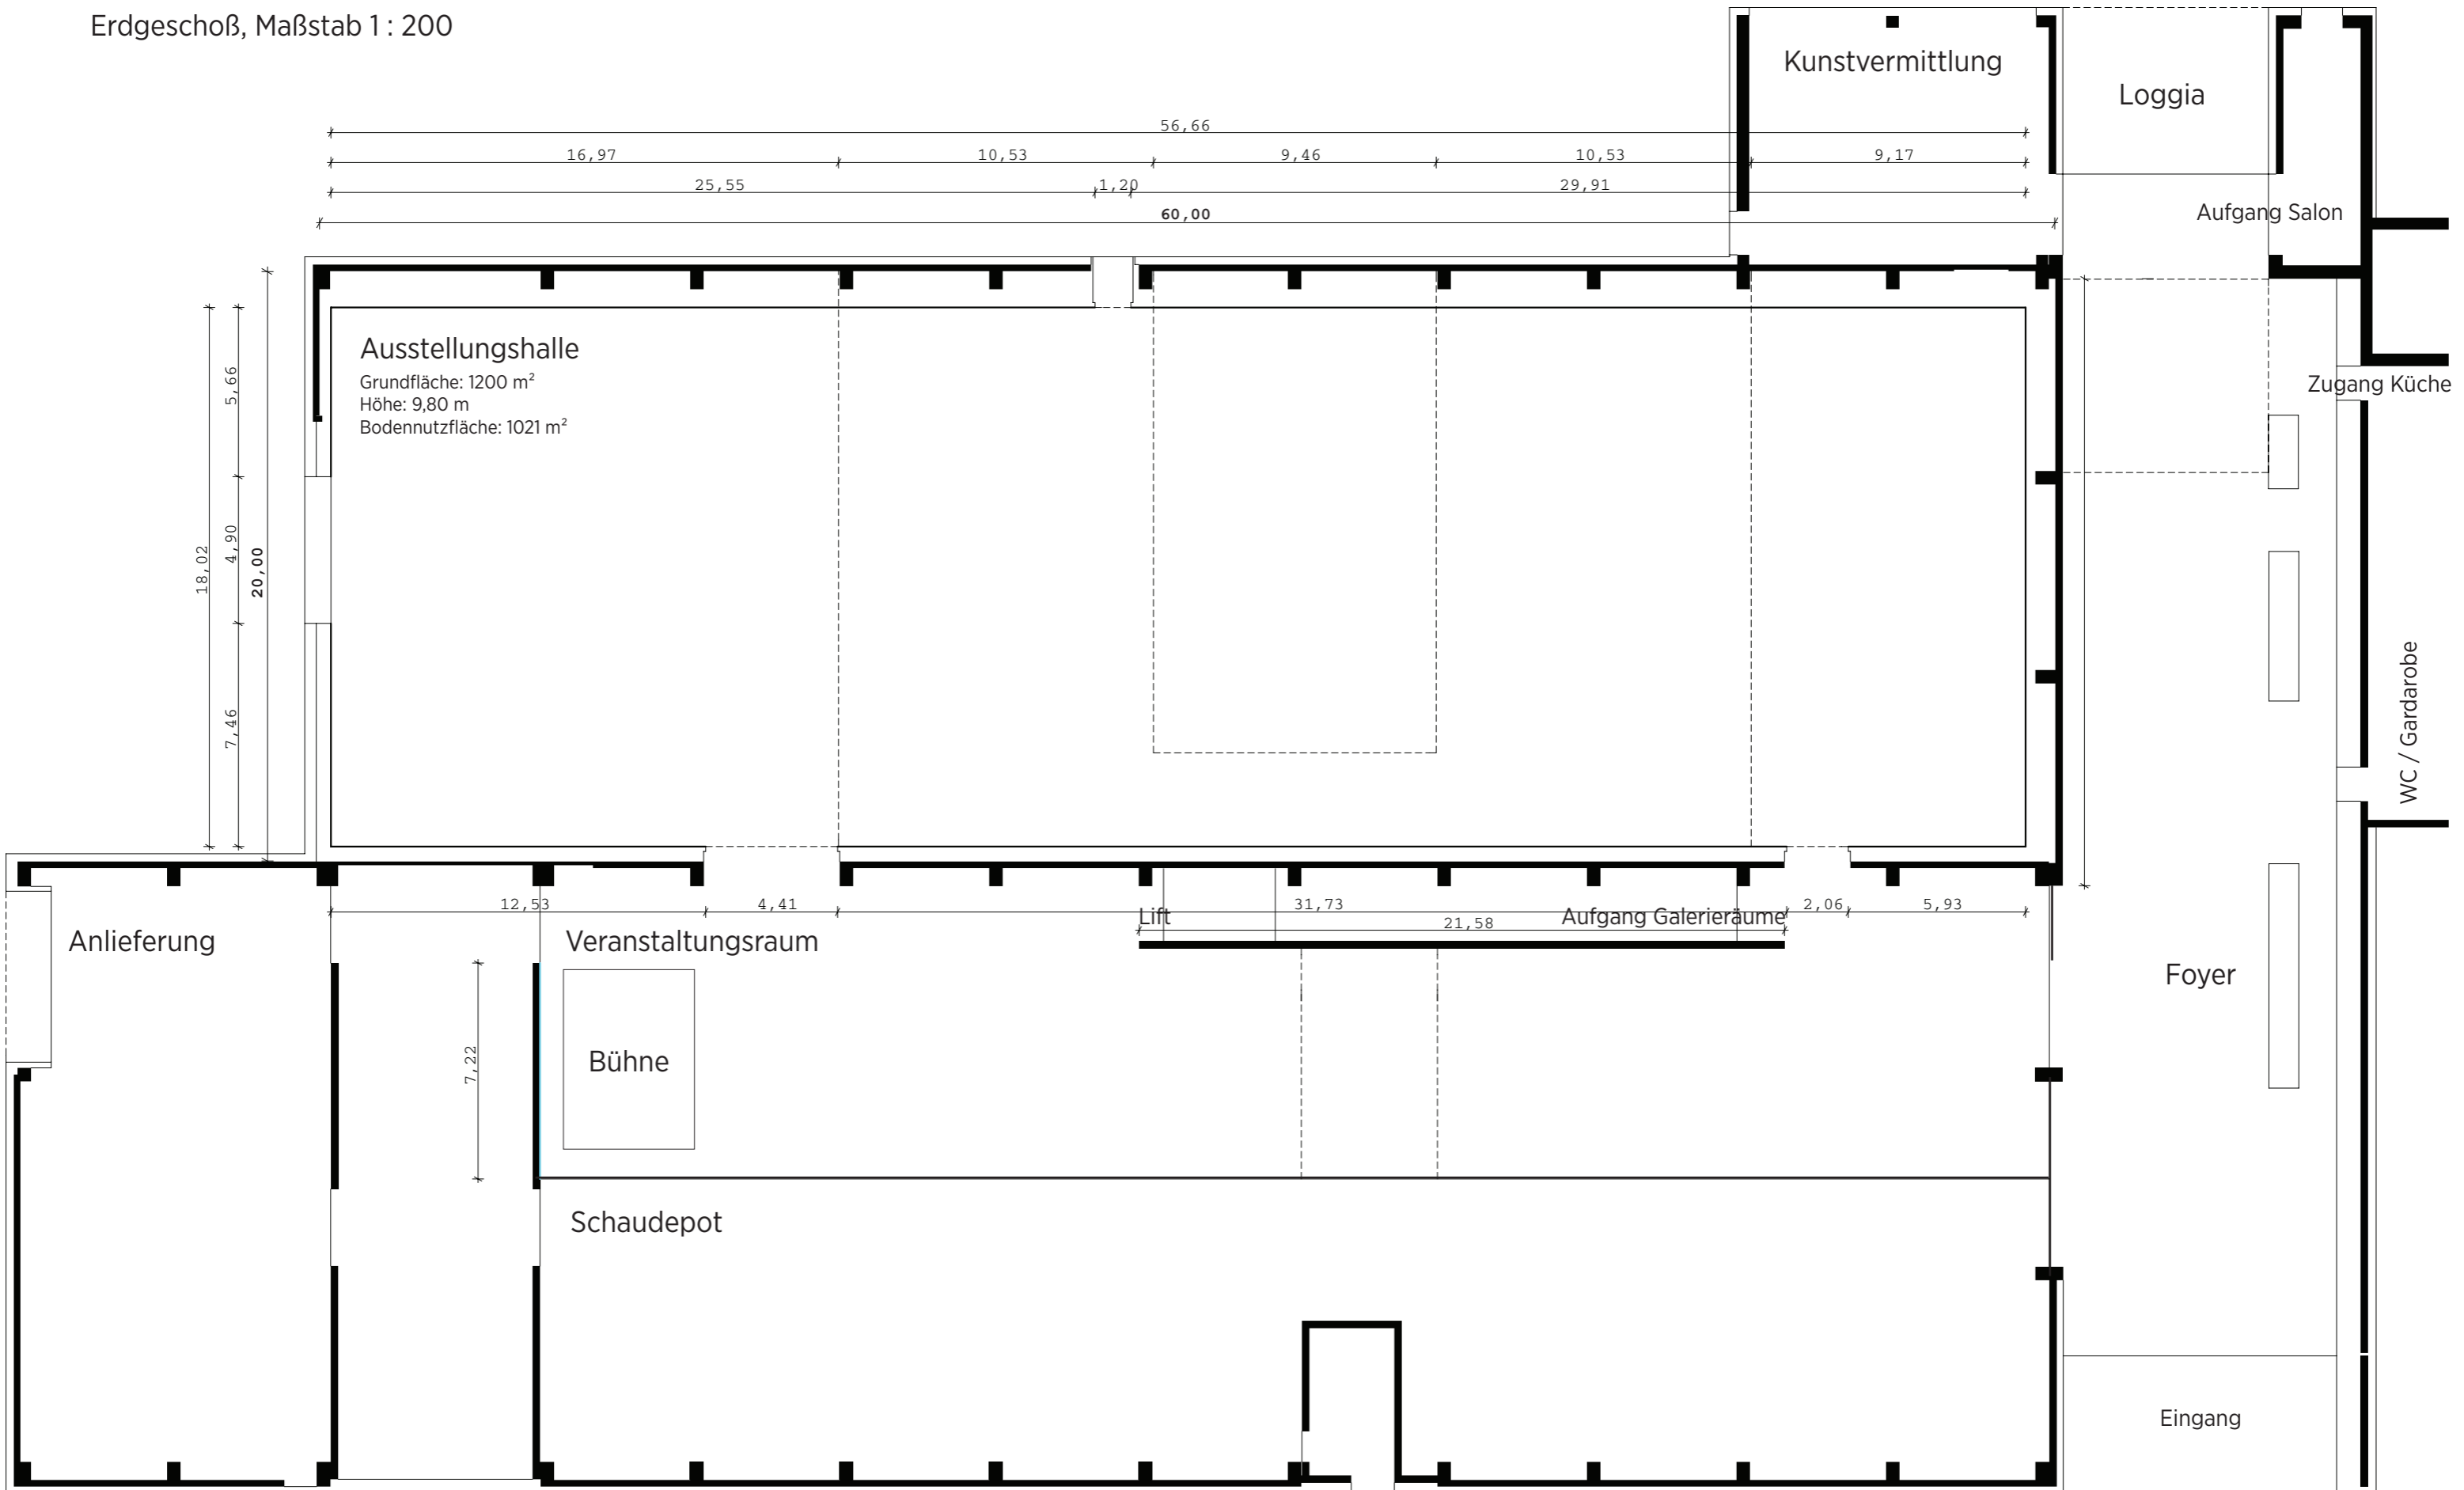 Erdgeschoß, Maßstab 1 : 200
Kunstvermittlung
Loggia
56,66
16,97
10,53
9,46
10,53
9,17
25,55
1,20
29,91
60,00
Aufgang Salon
Ausstellungshalle
Grundfläche: 1200 m²
Höhe: 9,80 m
Bodennutzfläche: 1021 m²
Zugang Küche
5,66
4,90
7,46
18,02
20,00
WC / Gardarobe
12,53
4,41
31,73
2,06
5,93
Lift
21,58
Aufgang Galerieräume
Anlieferung
Veranstaltungsraum
Foyer
Bühne
7,22
Schaudepot
Eingang